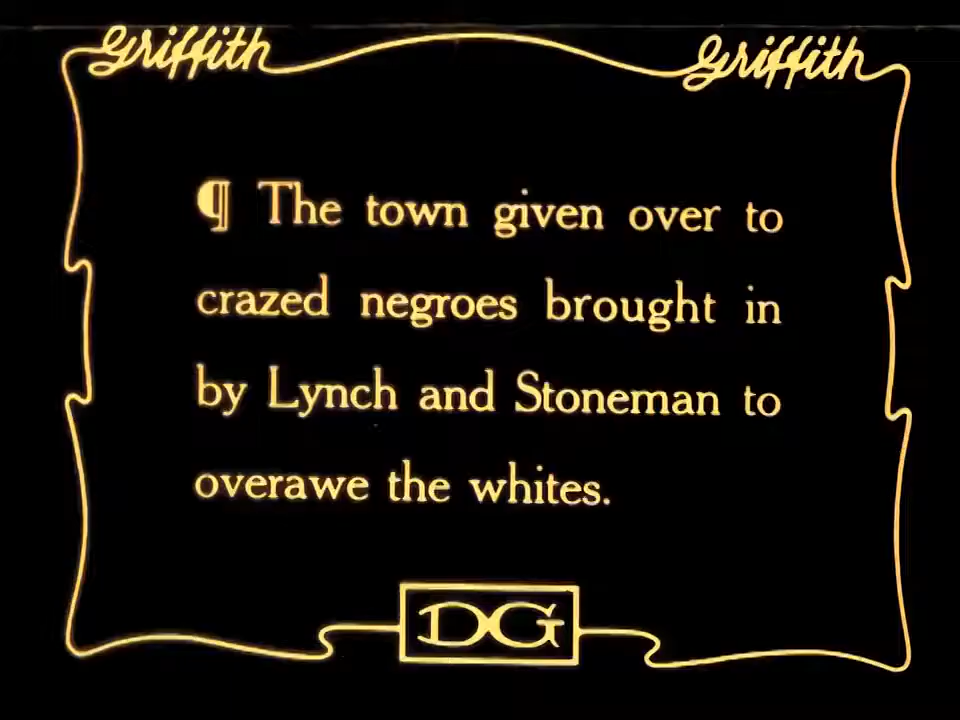 Griffith Griffith
¶ The town given over to
crazed negroes brought in
by Lynch and Stoneman to
overawe the whites.
DG